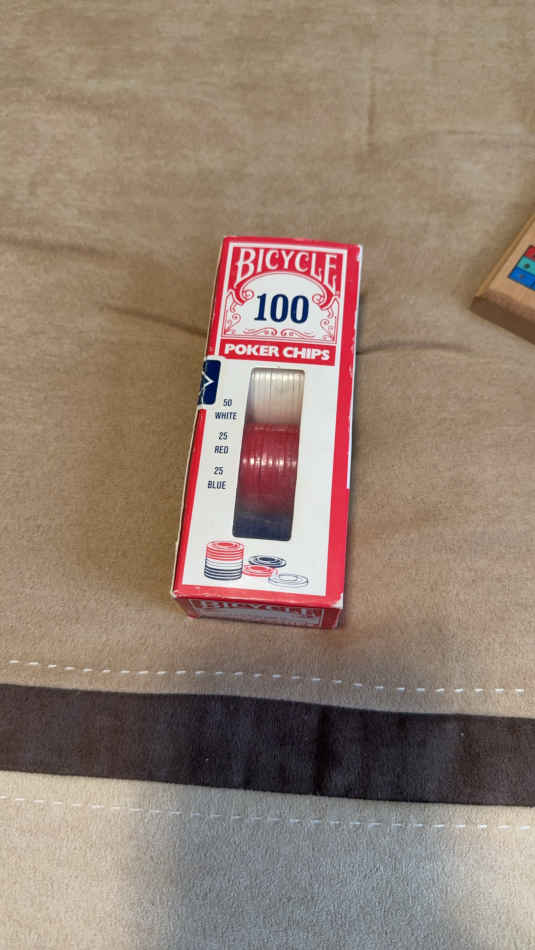 BICYCLE
100
POKER CHIPS
50
WHITE
25
RED
25
BLUE
BICYCLE